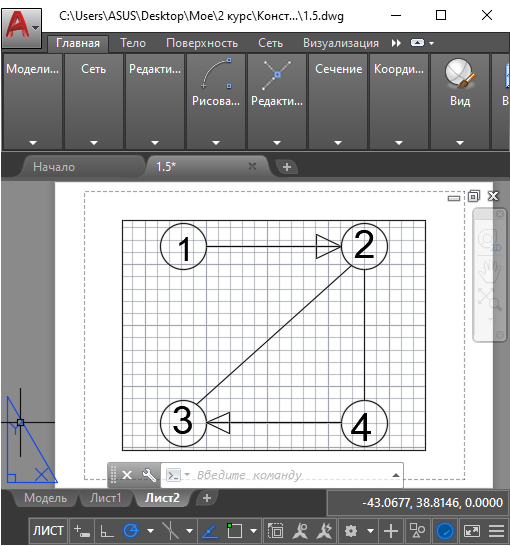 C:\Users\ASUS\Desktop\Мое\2 курс\Конст...\1.5.dwg
Главная Тело Поверхность Сеть Визуализация
Модели... Сеть Редакти... Рисова... Редакти... Сечение Коорди... Вид В
Начало 1.5*
1 2
3 4
Введите команду
Модель Лист1 Лист2 +
-43.0677, 38.8146, 0.0000
ЛИСТ